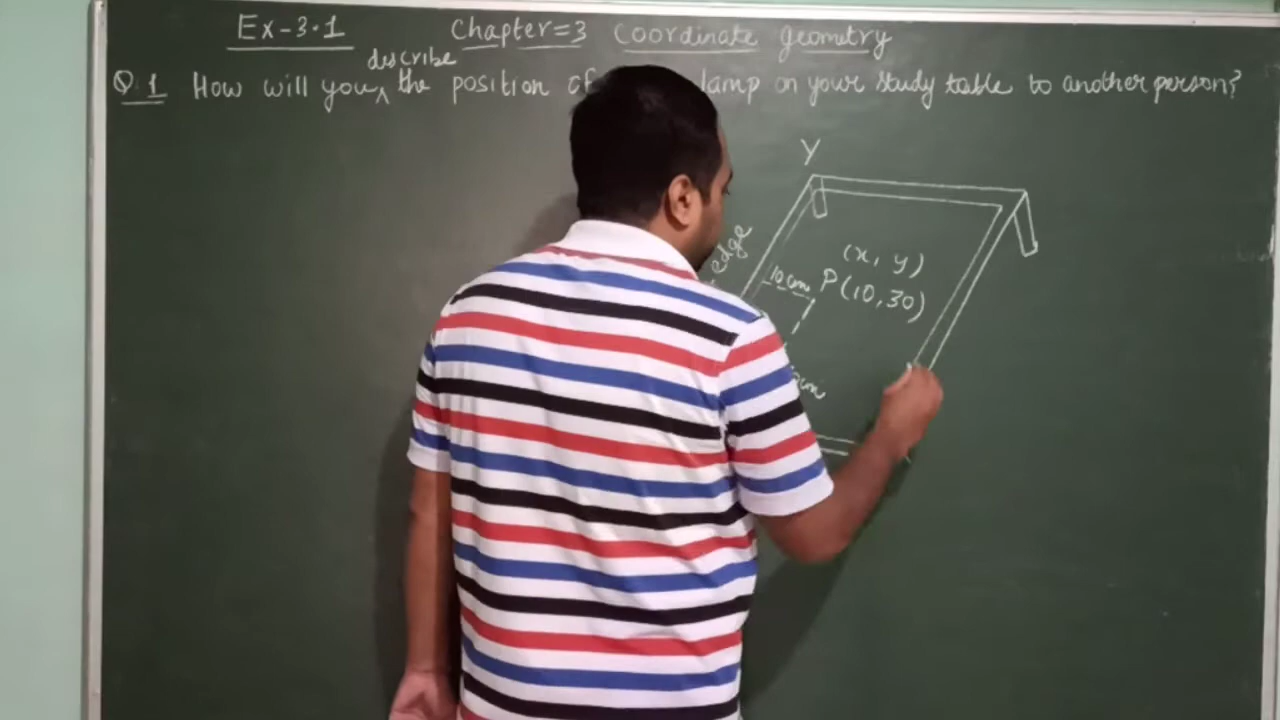 Ex-3.1 Chapter=3 Coordinate geometry
describe
Q.1 How will you ^ the position of lamp on your study table to another person?
Y
edge
(x, y)
10cm P(10,30)
cm